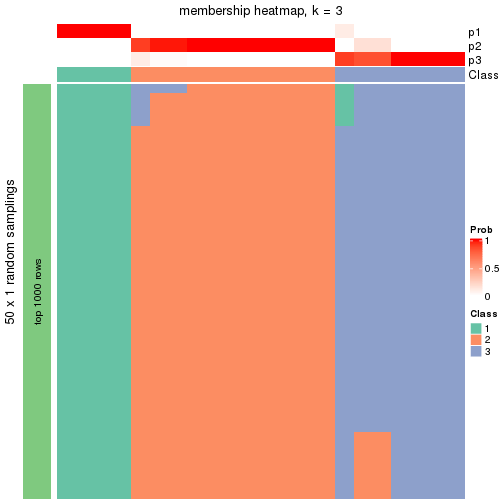 membership heatmap, k = 3
p1
p2
p3
Class
50 x 1 random samplings
top 1000 rows
Prob
1
0.5
0
Class
1
2
3